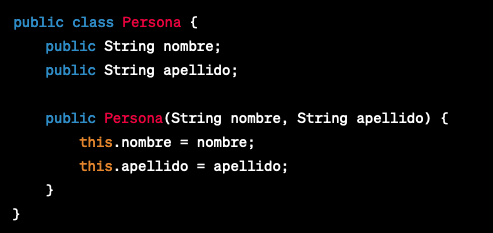 public class Persona {
    public String nombre;
    public String apellido;

    public Persona(String nombre, String apellido) {
        this.nombre = nombre;
        this.apellido = apellido;
    }
}